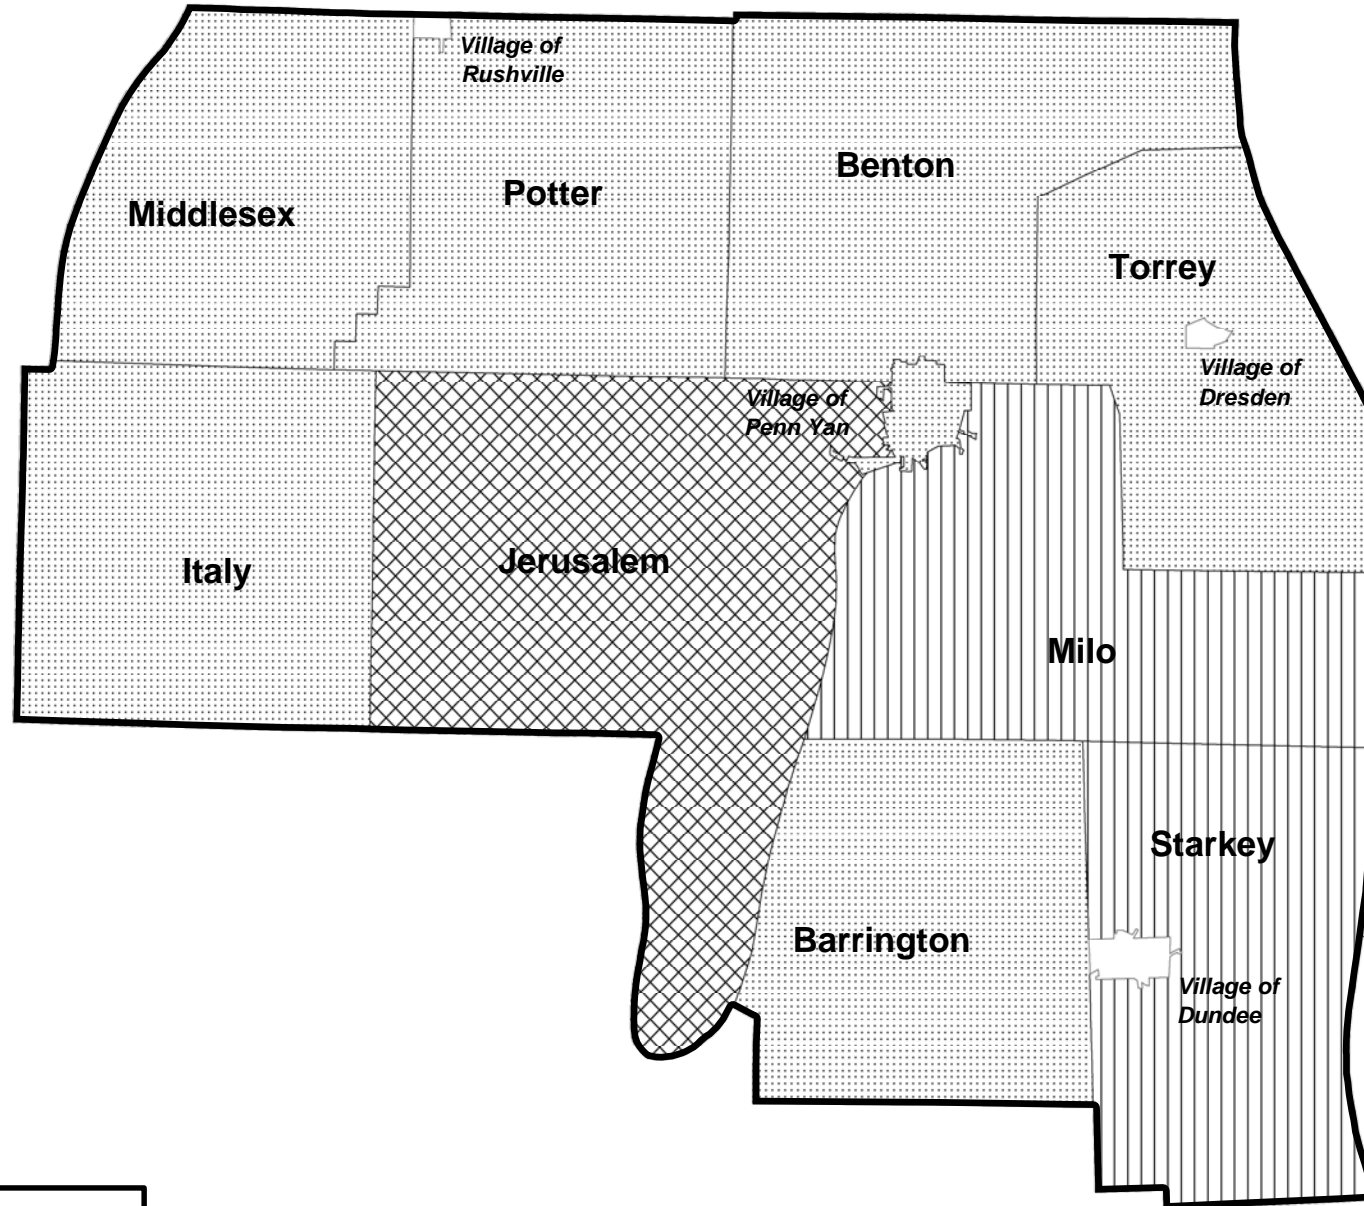 Village of
Rushville
Benton
Potter
Middlesex
Torrey
Village of
Dresden
Village of
Penn Yan
Jerusalem
Italy
Milo
Starkey
Barrington
Village of
Dundee